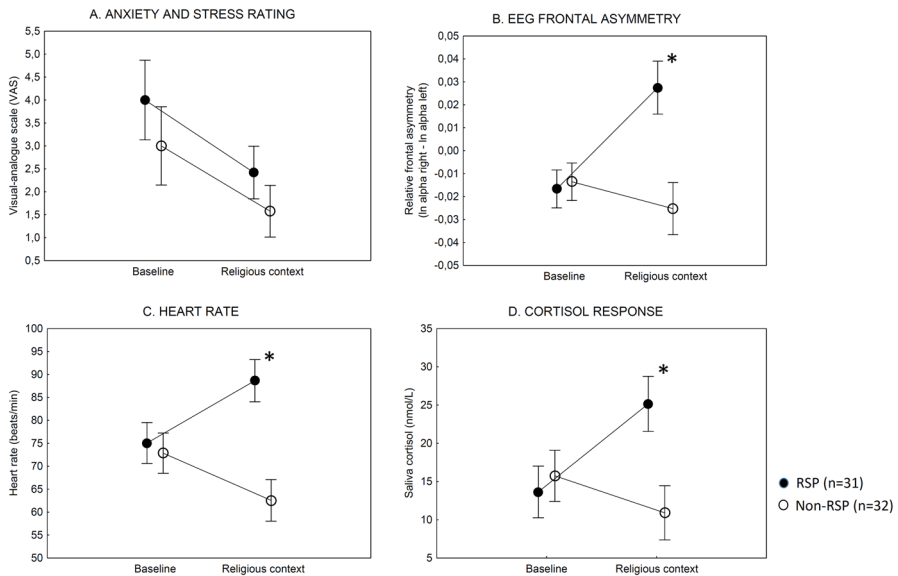 A. ANXIETY AND STRESS RATING
Visual-analogue scale (VAS)
5,5
5,0
4,5
4,0
3,5
3,0
2,5
2,0
1,5
1,0
0,5
Baseline
Religious context
B. EEG FRONTAL ASYMMETRY
Relative frontal asymmetry
(ln alpha right - ln alpha left)
0,05
0,04
0,03
0,02
0,01
0,00
-0,01
-0,02
-0,03
-0,04
-0,05
*
Baseline
Religious context
C. HEART RATE
Heart rate (beats/min)
100
95
90
85
80
75
70
65
60
55
50
*
Baseline
Religious context
D. CORTISOL RESPONSE
Saliva cortisol (nmol/L)
35
30
25
20
15
10
5
*
Baseline
Religious context
RSP (n=31)
Non-RSP (n=32)